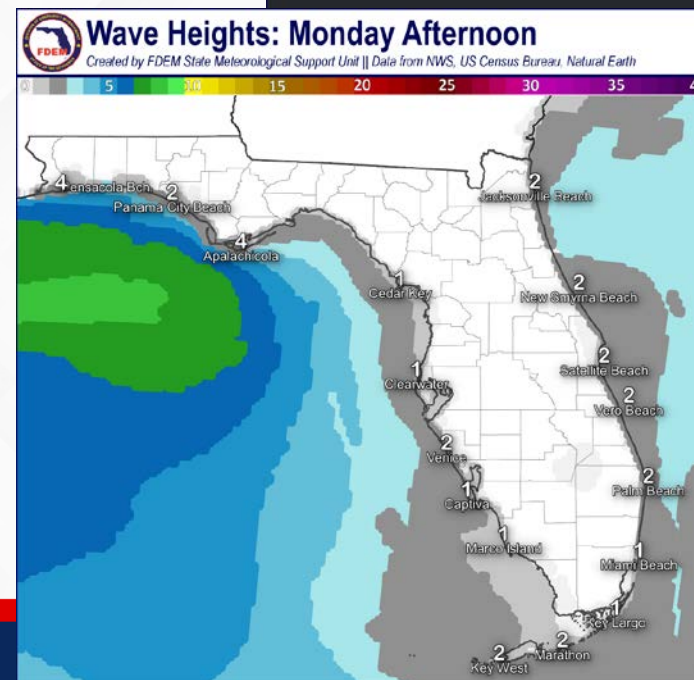 FDEM
Wave Heights: Monday Afternoon
Created by FDEM State Meteorological Support Unit || Data from NWS, US Census Bureau, Natural Earth
0 5 10 15 20 25 30 35
4
Pensacola Bch.
2
Panama City Beach
4
Apalachicola
2
Jacksonville Beach
1
Cedar Key
2
New Smyrna Beach
1
Clearwater
2
Satellite Beach
2
Vero Beach
2
Venice
1
Captiva
2
Palm Beach
1
Marco Island
1
Miami Beach
1
Key Largo
2
Marathon
2
Key West